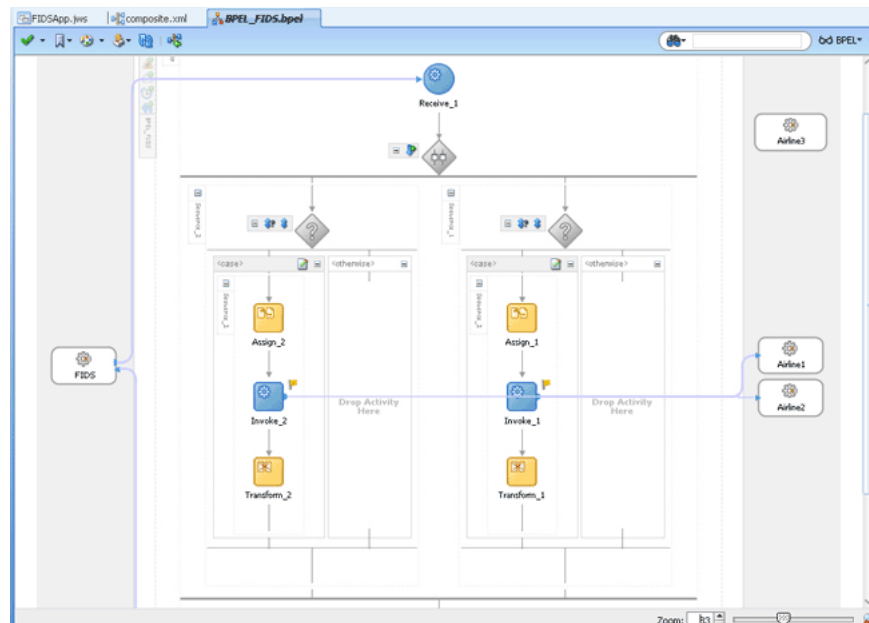 FIDSApp.jws
composite.xml
BPEL_FIDS.bpel
BPEL
Receive_1
Airline3
<case>
<otherwise>
<case>
<otherwise>
Assign_2
Assign_1
FIDS
Airline1
Airline2
Drop Activity
Here
Drop Activity
Here
Invoke_2
Invoke_1
Transform_2
Transform_1
Zoom:
83